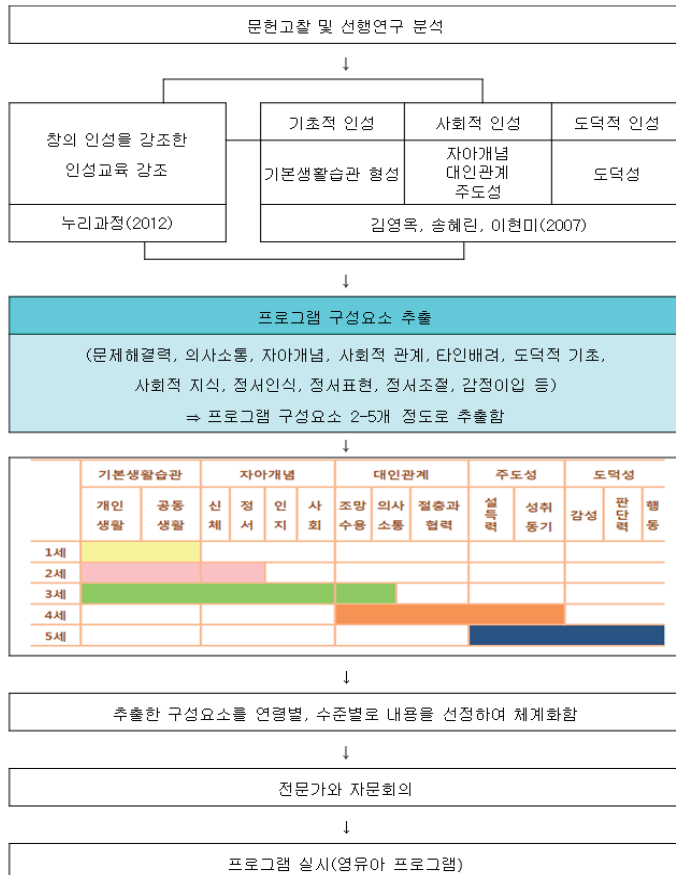 문헌고찰 및 선행연구 분석
↓
창의 인성을 강조한
인성교육 강조
누리과정(2012)
기초적 인성 사회적 인성 도덕적 인성
기본생활습관 형성
자아개념
대인관계
주도성
도덕성
김영옥, 송혜린, 이현미(2007)
↓
프로그램 구성요소 추출
(문제해결력, 의사소통, 자아개념, 사회적 관계, 타인배려, 도덕적 기초,
사회적 지식, 정서인식, 정서표현, 정서조절, 감정이입 등)
⇒ 프로그램 구성요소 2-5개 정도로 추출함
↓
기본생활습관 자아개념 대인관계 주도성 도덕성
개인 생활 공동 생활 신체 정서 인지 사회 조망 수용 의사 소통 절충과 협력 설득력 성취 동기 감성 판단력 행동
1세
2세
3세
4세
5세
↓
추출한 구성요소를 연령별, 수준별로 내용을 선정하여 체계화함
↓
전문가와 자문회의
↓
프로그램 실시(영유아 프로그램)